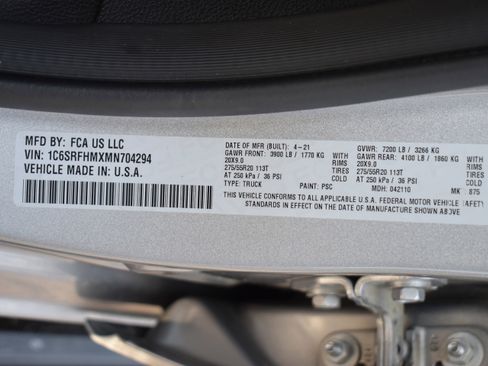 MFD BY: FCA US LLC
VIN: 1C6SRFHMXMN704294
VEHICLE MADE IN: U.S.A.
DATE OF MFR (BUILT): 4-21 GVWR: 7200 LB / 3266 KG
GAWR FRONT: 3900 LB / 1770 KG WITH GAWR REAR: 4100 LB / 1860 KG WITH
20X9.0 RIMS 20X9.0 RIMS
275/55R20 113T TIRES 275/55R20 113T TIRES
AT 250 kPa / 36 PSI COLD AT 250 kPa / 36 PSI COLD
TYPE: TRUCK PAINT: PSC MDH: 042110 MK: 875
THIS VEHICLE CONFORMS TO ALL APPLICABLE U.S.A. FEDERAL MOTOR VEHICLE SAFETY
STANDARDS IN EFFECT ON THE DATE OF MANUFACTURE SHOWN ABOVE